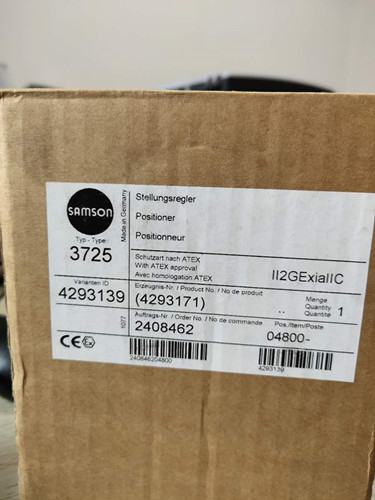 SAMSON
Made in Germany
Typ - Type:
3725
Varianten ID
4293139
1077
CE Ex
Stellungsregler
Positioner
Positionneur
Schutzart nach ATEX
With ATEX approval
Avec homologation ATEX
II2GExiaIIC
Erzeugnis-Nr. / Product No. / No de produit
(4293171)
..
Menge
Quantity
Quantité
1
Auftrags-Nr. / Order No. / No de commande
2408462
Pos./Item/Poste
04800-
240846204800
4293139